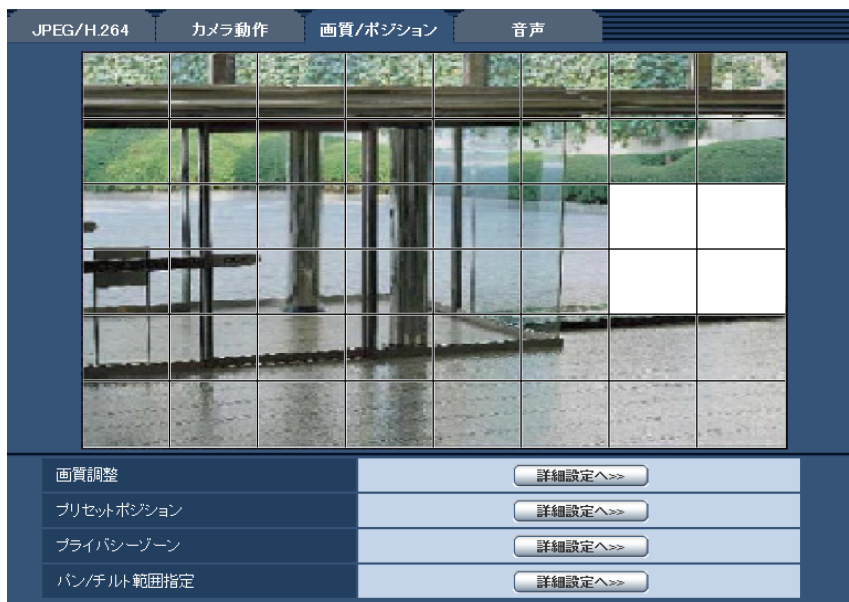 JPEG/H.264 カメラ動作 画質/ポジション 音声
画質調整 詳細設定へ>>
プリセットポジション 詳細設定へ>>
プライバシーゾーン 詳細設定へ>>
パン/チルト範囲指定 詳細設定へ>>